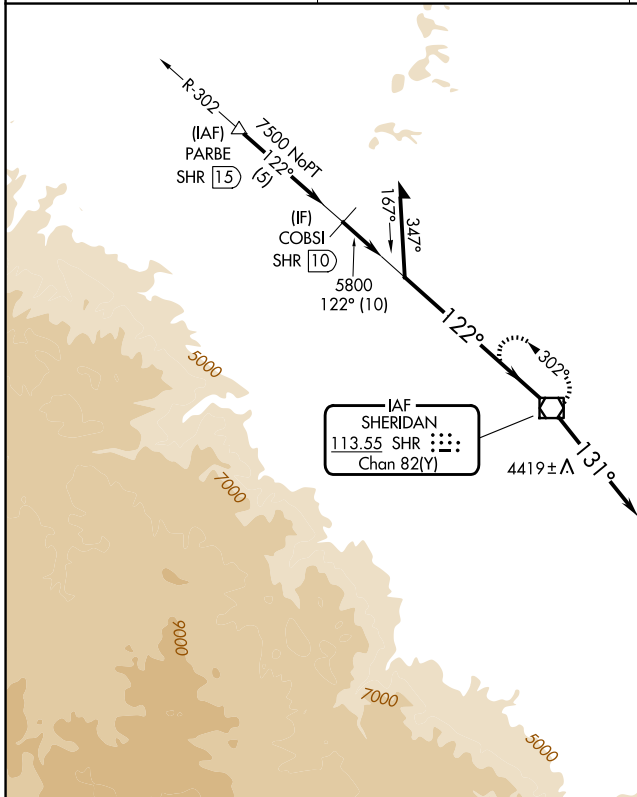 R-302
(IAF)
PARBE
SHR 15
7500 NoPT
122°
(5)
(IF)
COBSI
SHR 10
167°
347°
5800
122° (10)
122°
302°
IAF
SHERIDAN
113.55 SHR
Chan 82(Y)
4419±
131°
5000
7000
9000
7000
5000